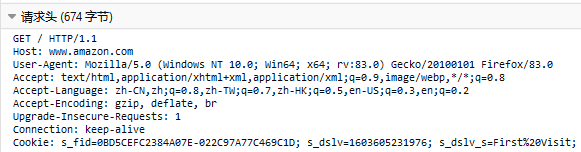 请求头 (674 字节)
GET / HTTP/1.1
Host: www.amazon.com
User-Agent: Mozilla/5.0 (Windows NT 10.0; Win64; x64; rv:83.0) Gecko/20100101 Firefox/83.0
Accept: text/html,application/xhtml+xml,application/xml;q=0.9,image/webp,*/*;q=0.8
Accept-Language: zh-CN,zh;q=0.8,zh-TW;q=0.7,zh-HK;q=0.5,en-US;q=0.3,en;q=0.2
Accept-Encoding: gzip, deflate, br
Upgrade-Insecure-Requests: 1
Connection: keep-alive
Cookie: s_fid=0BD5CEFC2384A07E-022C97A77C469C1D; s_dslv=1603605231976; s_dslv_s=First%20Visit;